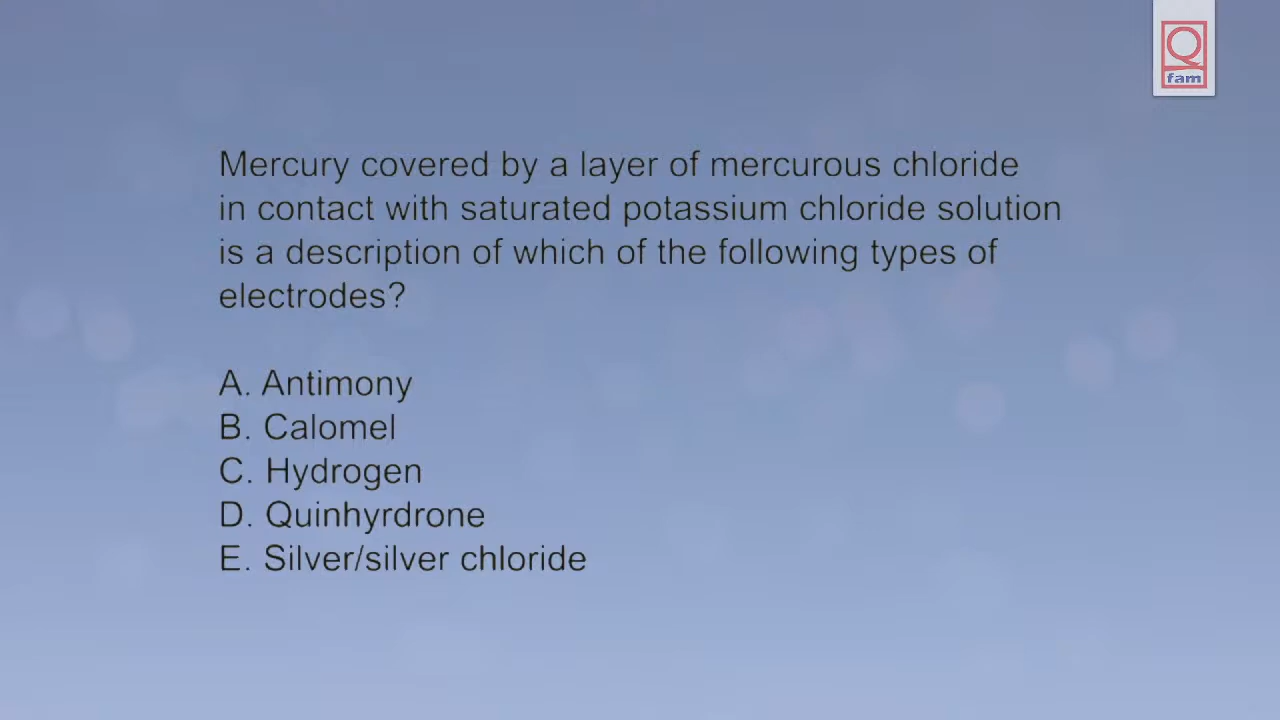 Q
fam
Mercury covered by a layer of mercurous chloride
in contact with saturated potassium chloride solution
is a description of which of the following types of
electrodes?
A. Antimony
B. Calomel
C. Hydrogen
D. Quinhyrdrone
E. Silver/silver chloride